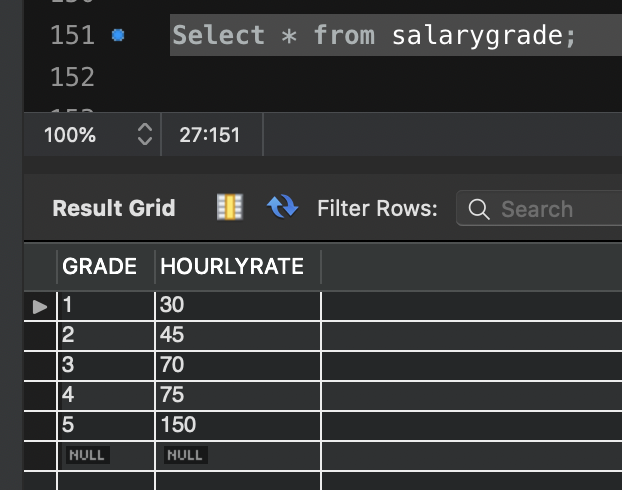 151 Select * from salarygrade;
152
100% 27:151
Result Grid Filter Rows: Search
GRADE HOURLYRATE
1 30
2 45
3 70
4 75
5 150
NULL NULL